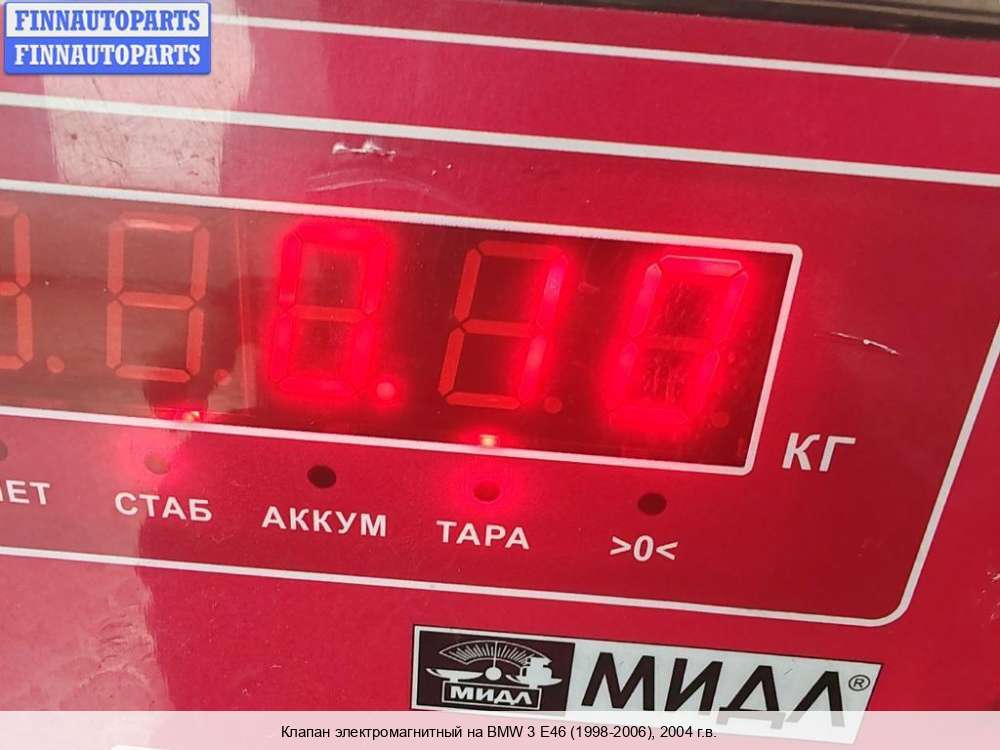 FINNAUTOPARTS
FINNAUTOPARTS
0.10
КГ
СТАБ
АККУМ
ТАРА
>0<
МИДЛ
МИДЛ®
Клапан электромагнитный на BMW 3 E46 (1998-2006), 2004 г.в.